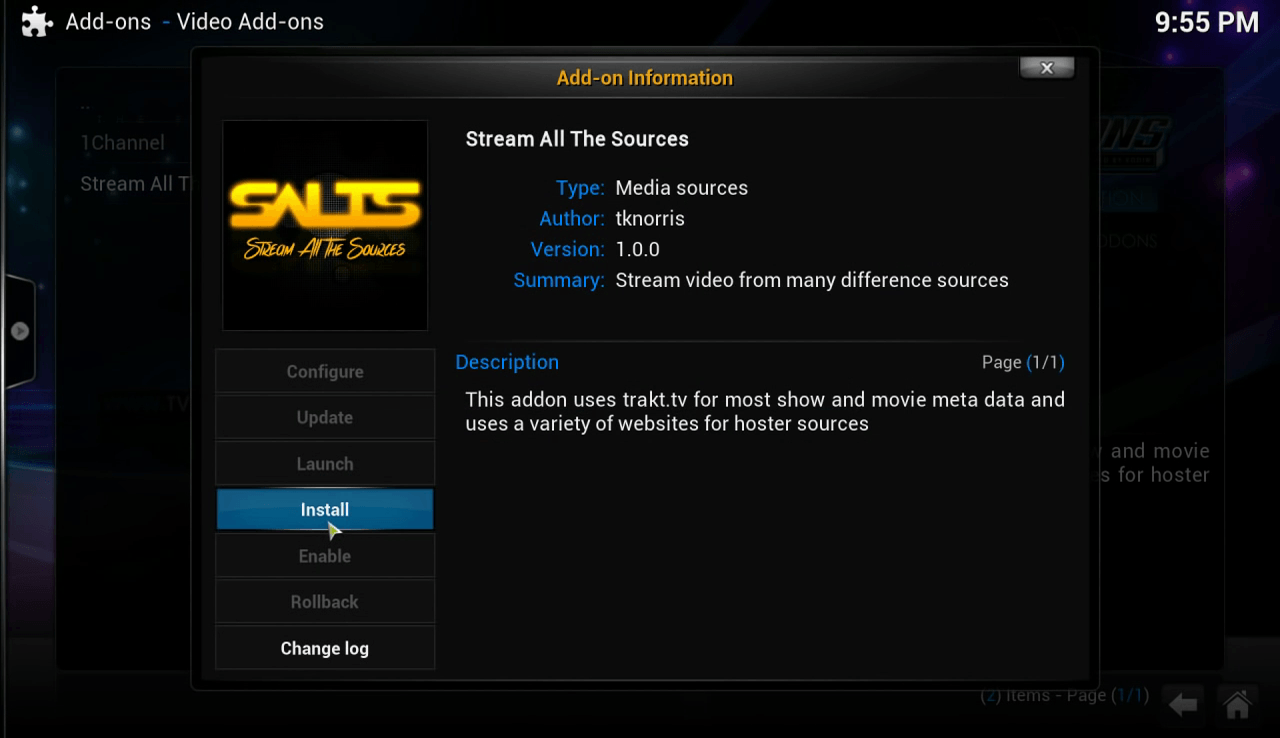 Add-ons - Video Add-ons
9:55 PM
Add-on Information
..
1Channel
Stream All T
SALTS
Stream All The Sources
Stream All The Sources
Type: Media sources
Author: tknorris
Version: 1.0.0
Summary: Stream video from many difference sources
Configure
Update
Launch
Install
Enable
Rollback
Change log
Description
Page (1/1)
This addon uses trakt.tv for most show and movie meta data and
uses a variety of websites for hoster sources
and movie
s for hoster
(2) Items - Page (1/1)